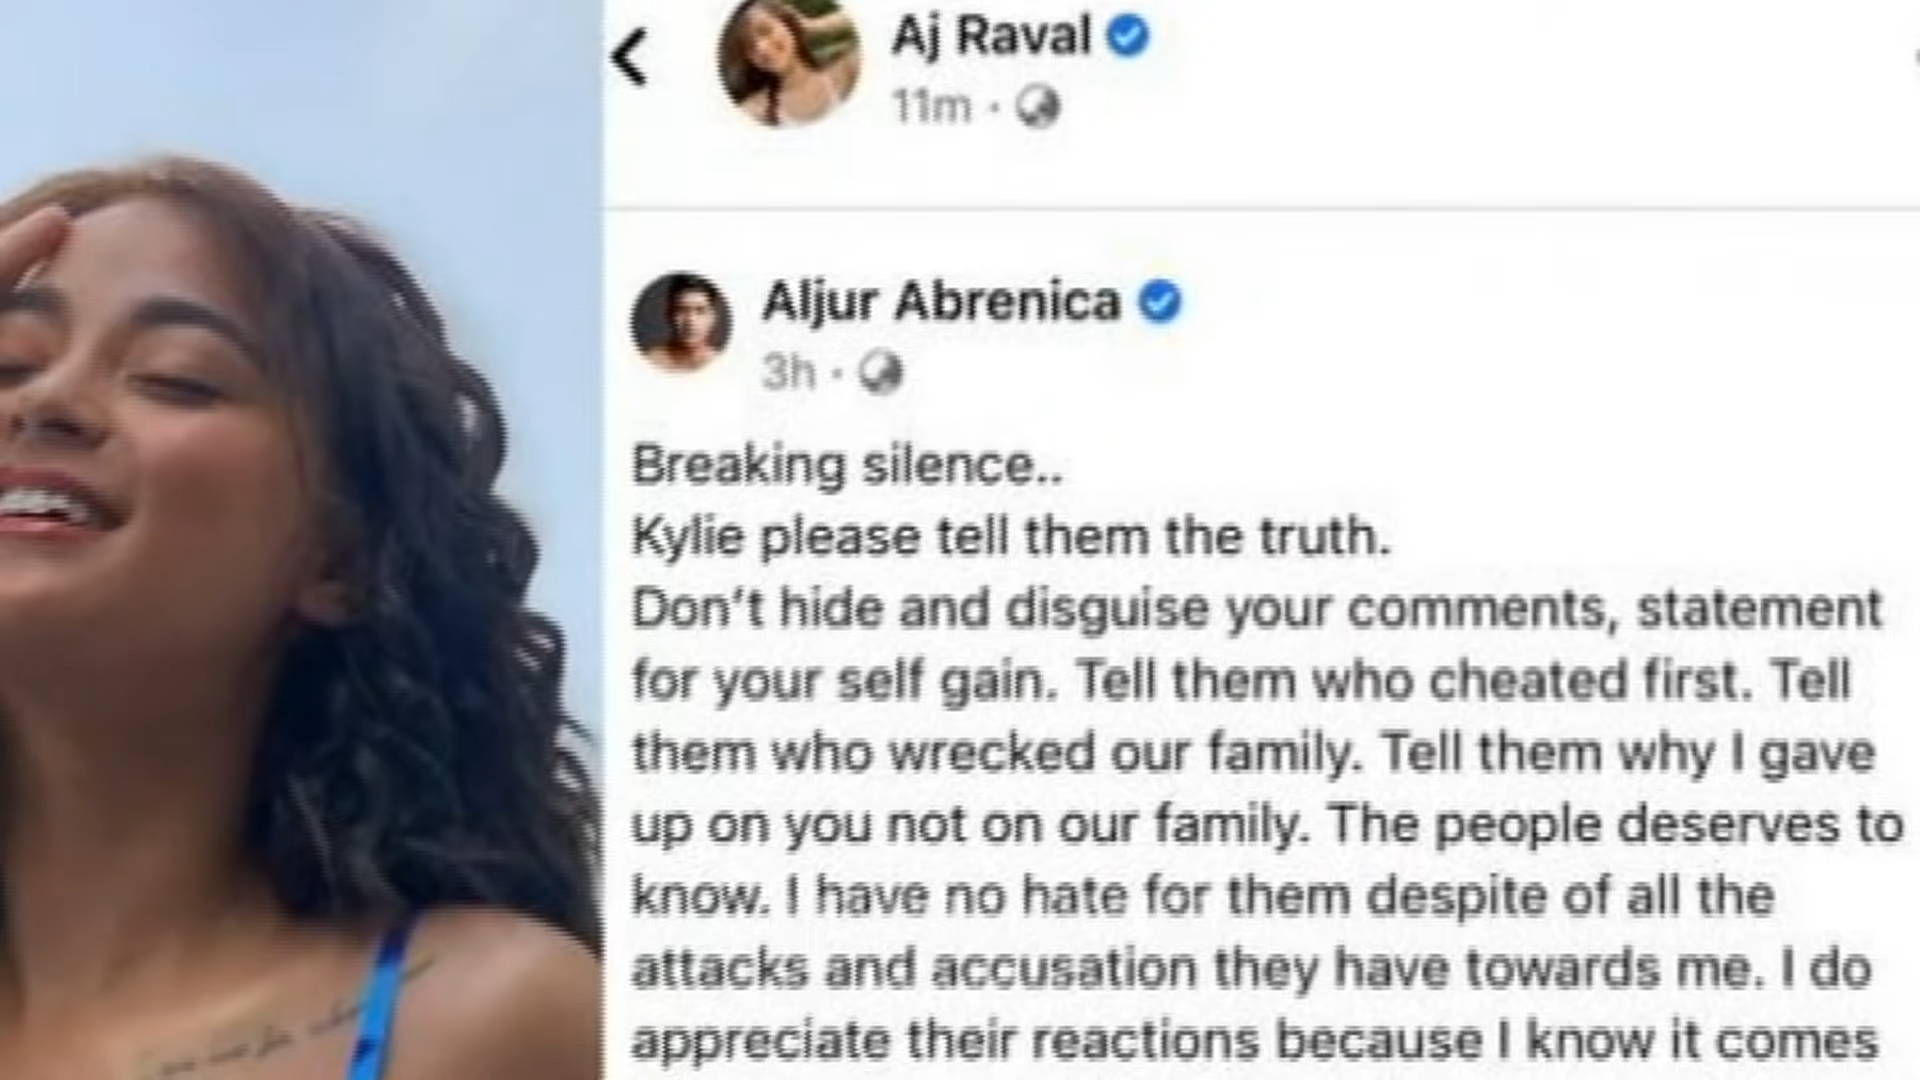 Aj Raval
11m ·
Aljur Abrenica
3h ·
Breaking silence..
Kylie please tell them the truth.
Don't hide and disguise your comments, statement
for your self gain. Tell them who cheated first. Tell
them who wrecked our family. Tell them why I gave
up on you not on our family. The people deserves to
know. I have no hate for them despite of all the
attacks and accusation they have towards me. I do
appreciate their reactions because I know it comes